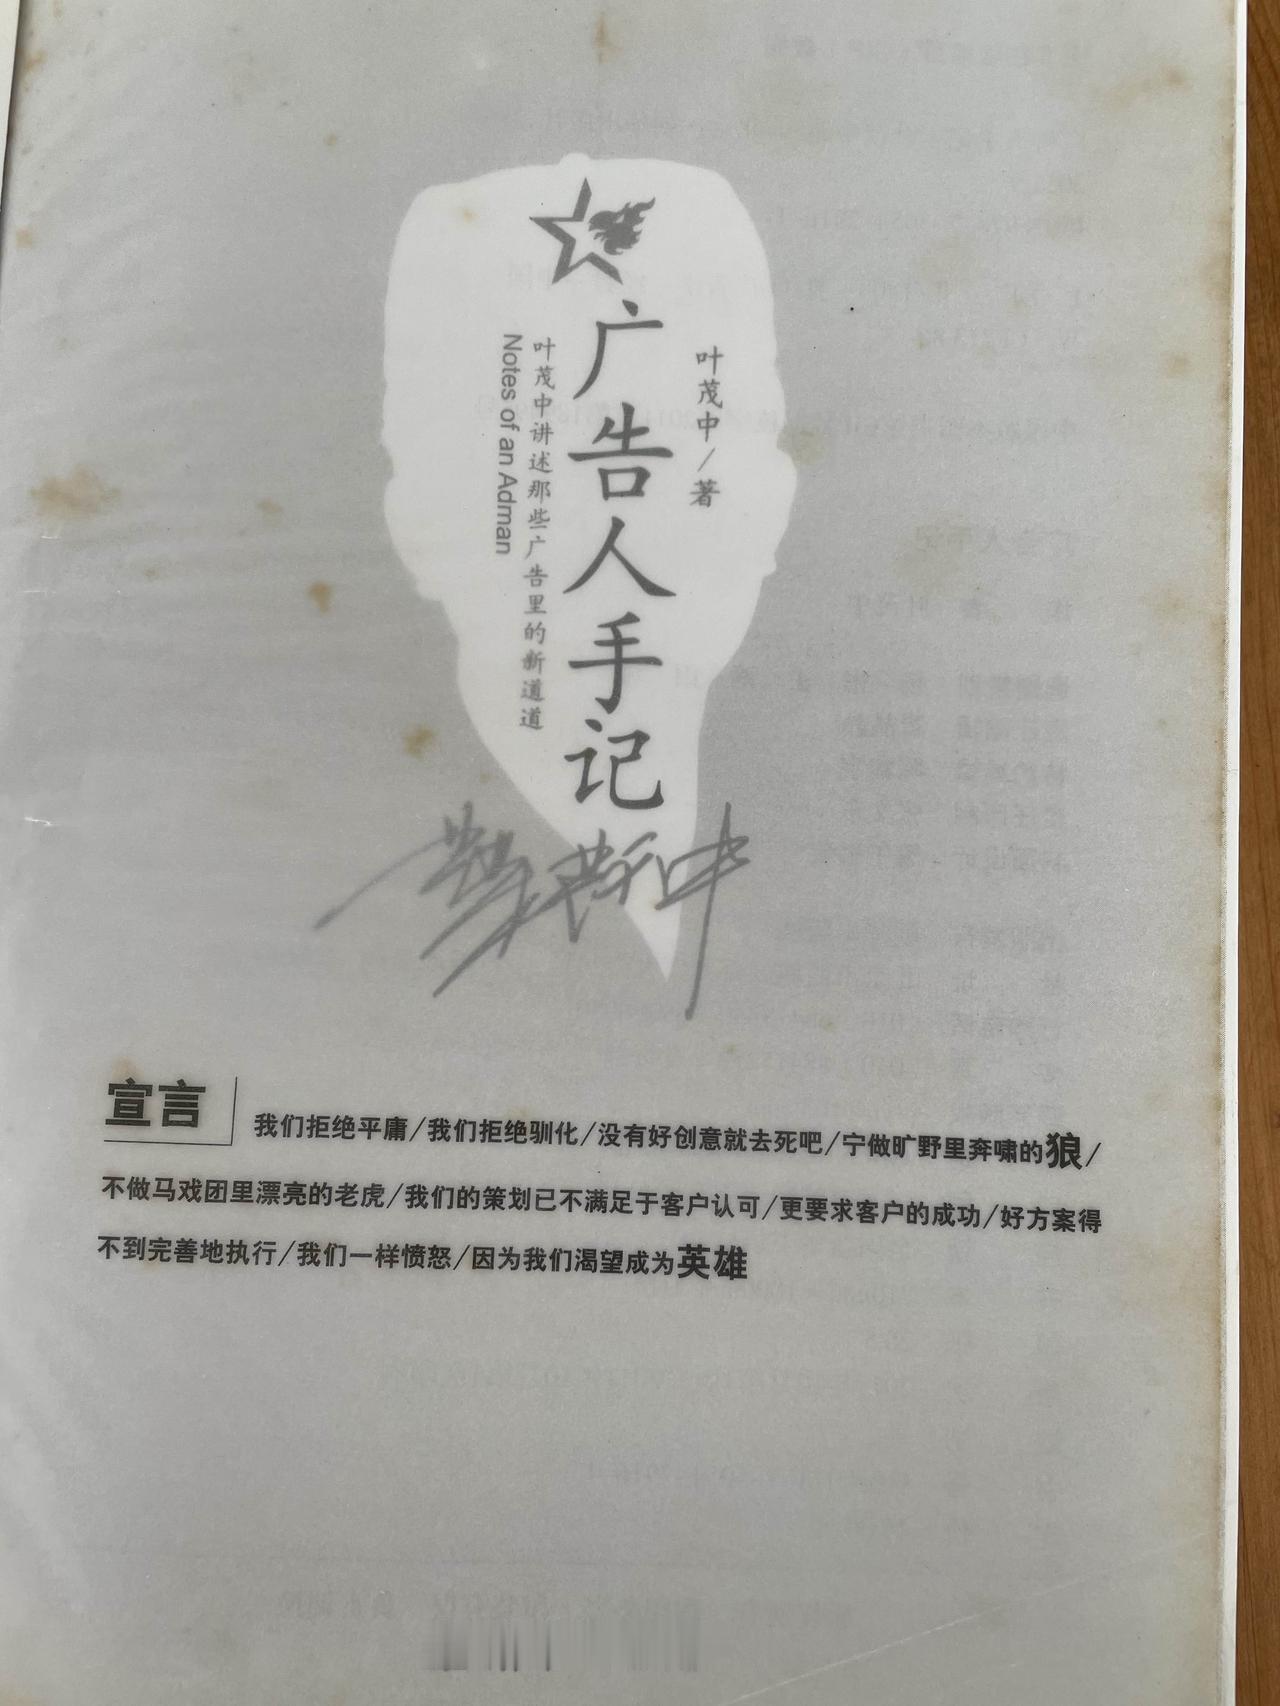 叶茂中/著
广告人手记
叶茂中讲述那些广告里的新道道
Notes of an Adman
宣言
我们拒绝平庸/我们拒绝驯化/没有好创意就去死吧/宁做旷野里奔啸的狼/
不做马戏团里漂亮的老虎/我们的策划已不满足于客户认可/更要求客户的成功/好方案得
不到完善地执行/我们一样愤怒/因为我们渴望成为英雄